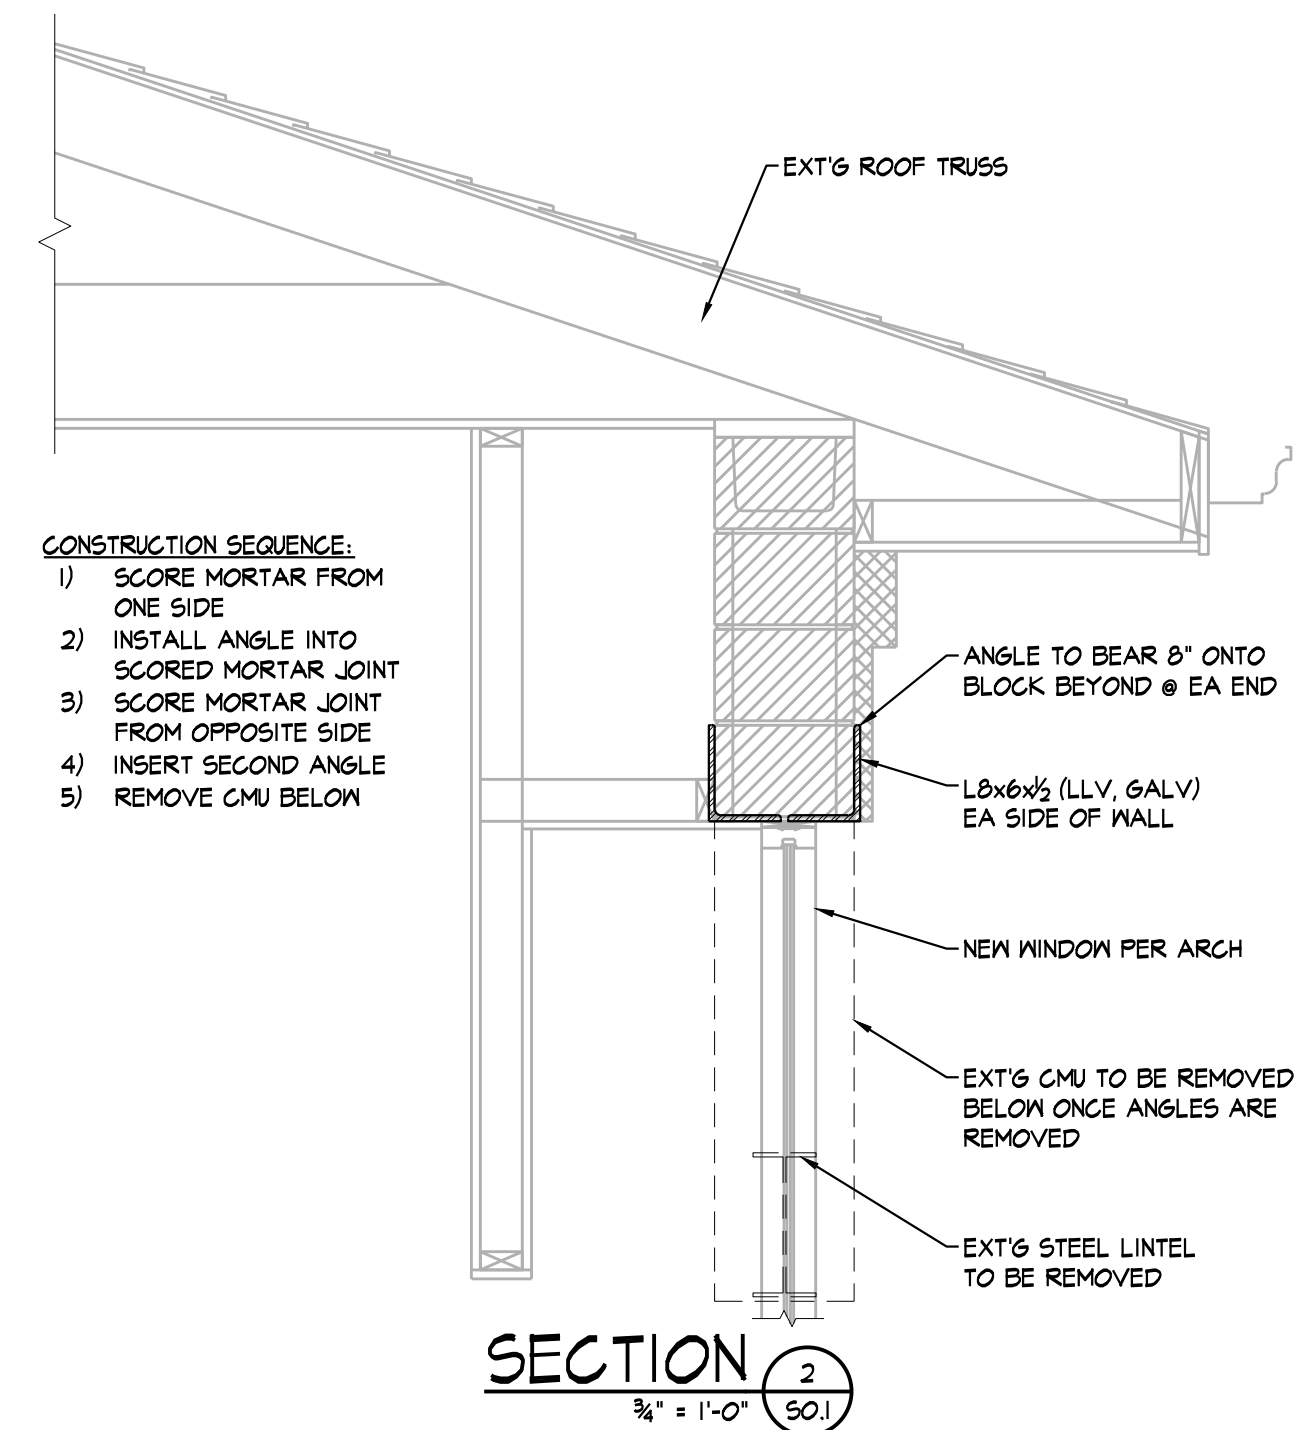 EXT'G ROOF TRUSS
CONSTRUCTION SEQUENCE:
1) SCORE MORTAR FROM
ONE SIDE
2) INSTALL ANGLE INTO
SCORED MORTAR JOINT
3) SCORE MORTAR JOINT
FROM OPPOSITE SIDE
4) INSERT SECOND ANGLE
5) REMOVE CMU BELOW
ANGLE TO BEAR 8" ONTO
BLOCK BEYOND @ EA END
L8x6x½ (LLV, GALV)
EA SIDE OF WALL
NEW WINDOW PER ARCH
EXT'G CMU TO BE REMOVED
BELOW ONCE ANGLES ARE
REMOVED
EXT'G STEEL LINTEL
TO BE REMOVED
SECTION
¾" = 1'-0"
2
S0.1